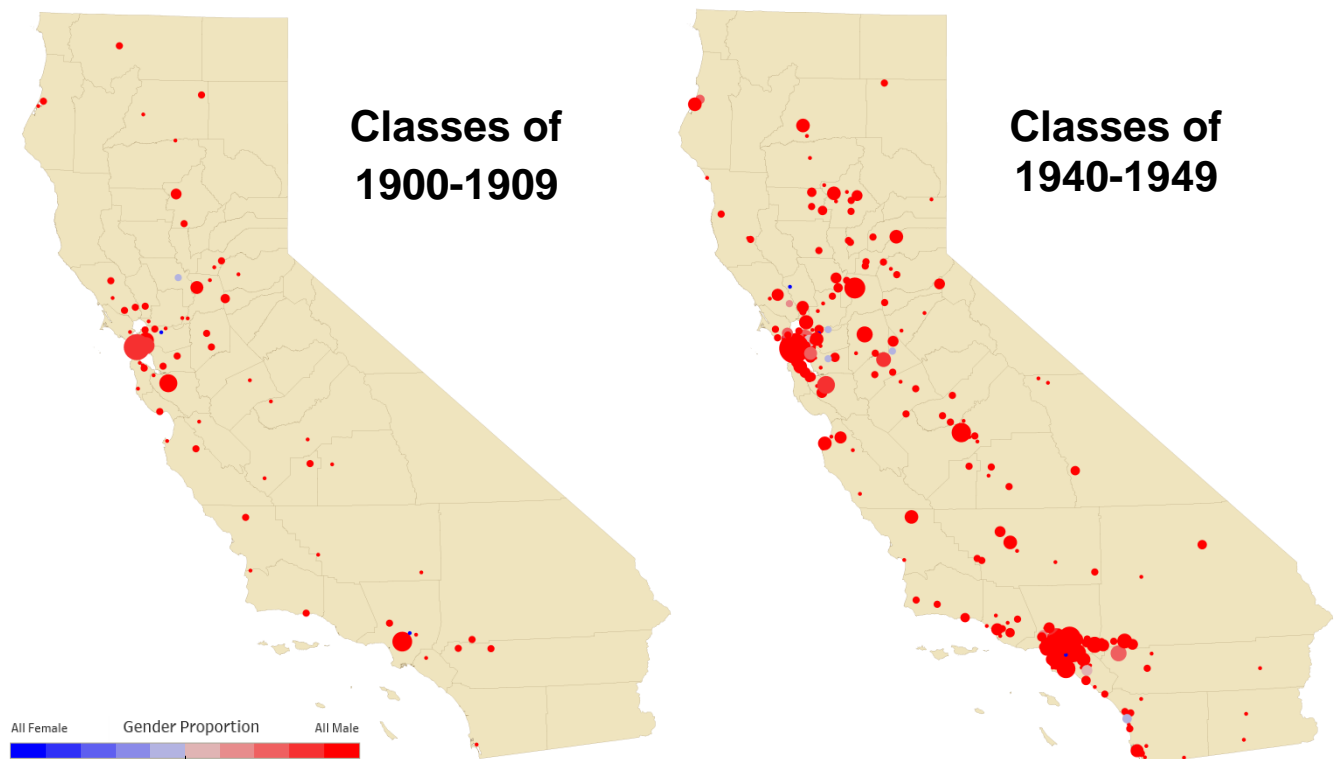 Classes of
1900-1909
Classes of
1940-1949
All Female Gender Proportion All Male